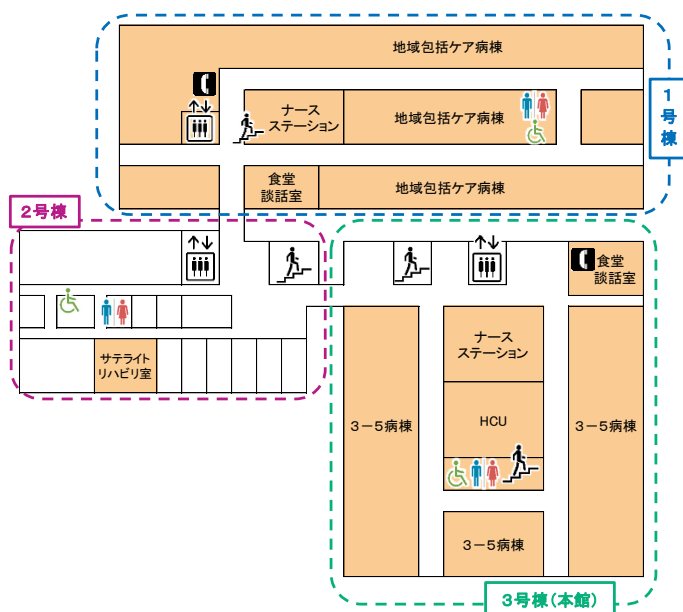 地域包括ケア病棟
1
号
棟
ナース
ステーション
地域包括ケア病棟
食堂
談話室
地域包括ケア病棟
2号棟
食堂
談話室
サテライト
リハビリ室
ナース
ステーション
3−5病棟
HCU
3−5病棟
3−5病棟
3号棟(本館)